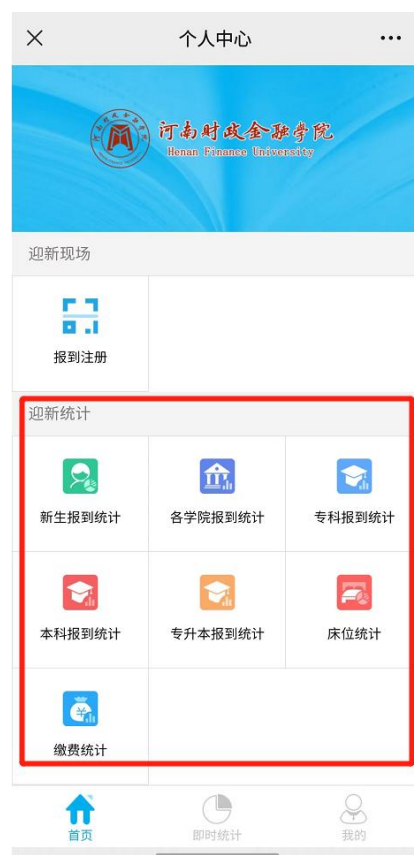 个人中心
河南财政金融学院
Henan Finance University
迎新现场
报到注册
迎新统计
新生报到统计
各学院报到统计
专科报到统计
本科报到统计
专升本报到统计
床位统计
缴费统计
首页
即时统计
我的